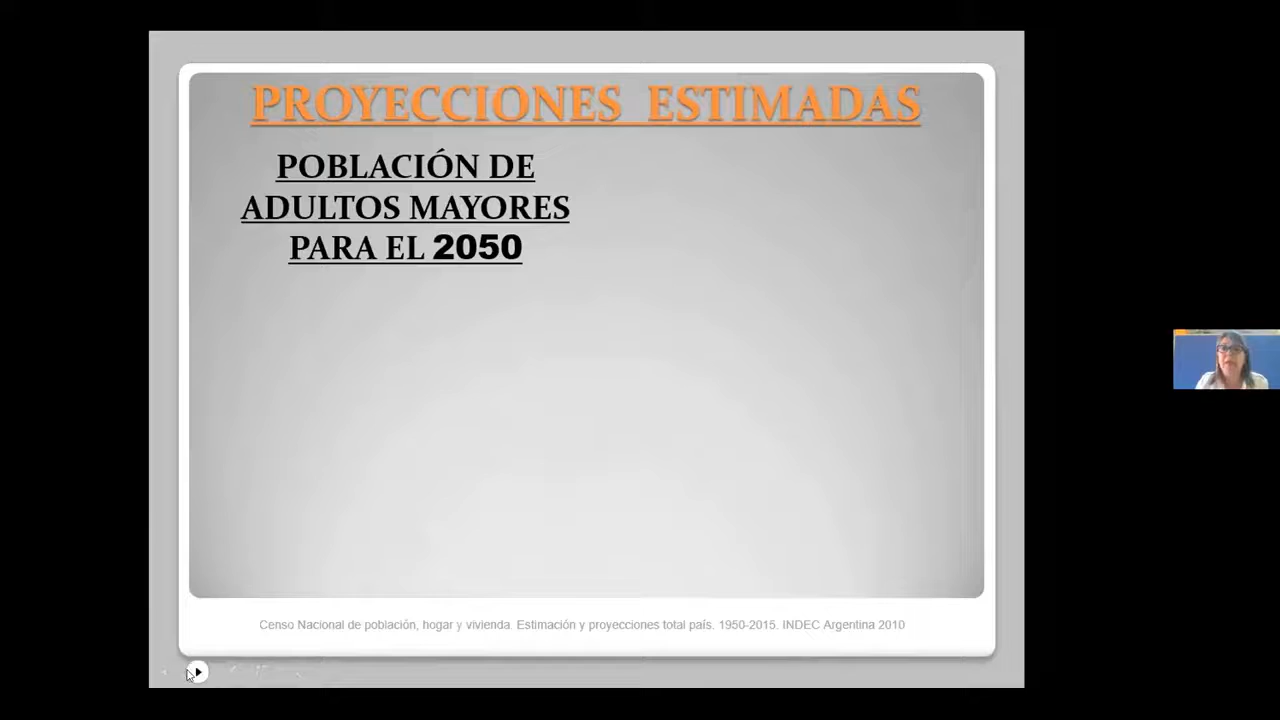 PROYECCIONES ESTIMADAS
POBLACIÓN DE
ADULTOS MAYORES
PARA EL 2050
Censo Nacional de población, hogar y vivienda. Estimación y proyecciones total país. 1950-2015. INDEC Argentina 2010